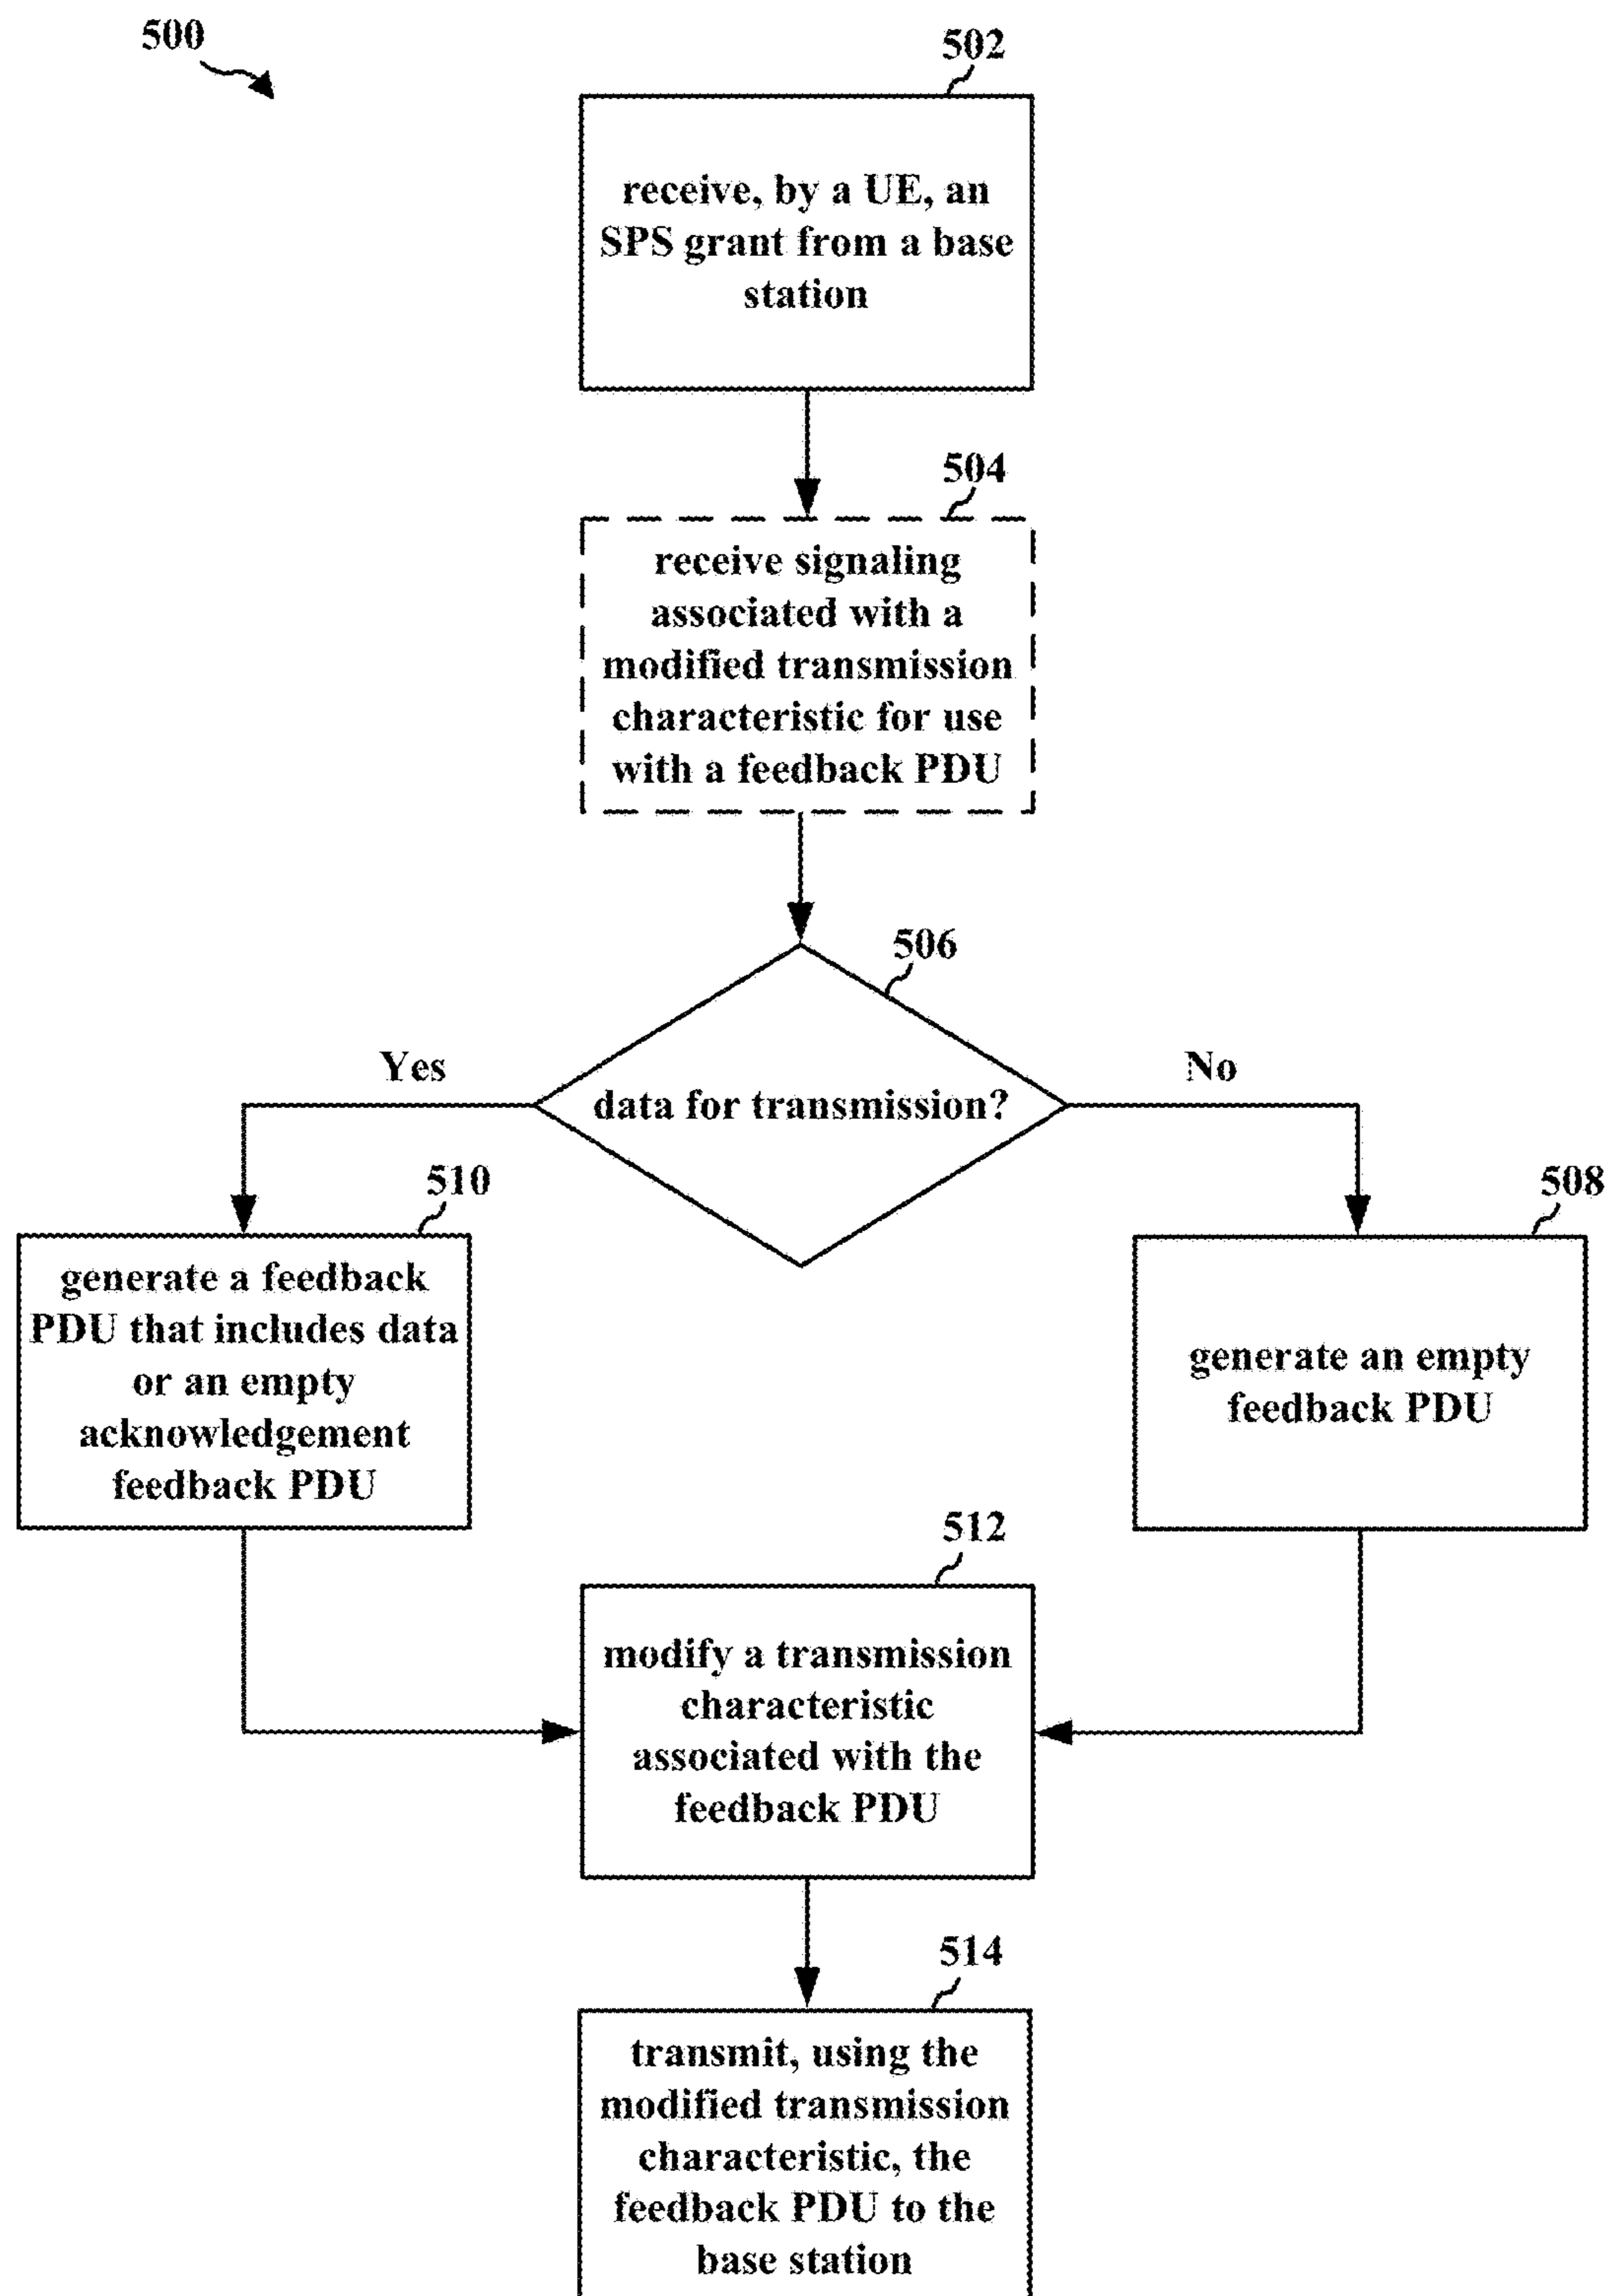 500
502
receive, by a UE, an
SPS grant from a base
station
504
receive signaling
associated with a
modified transmission
characteristic for use
with a feedback PDU
506
data for transmission?
Yes
No
510
generate a feedback
PDU that includes data
or an empty
acknowledgement
feedback PDU
508
generate an empty
feedback PDU
512
modify a transmission
characteristic
associated with the
feedback PDU
514
transmit, using the
modified transmission
characteristic, the
feedback PDU to the
base station